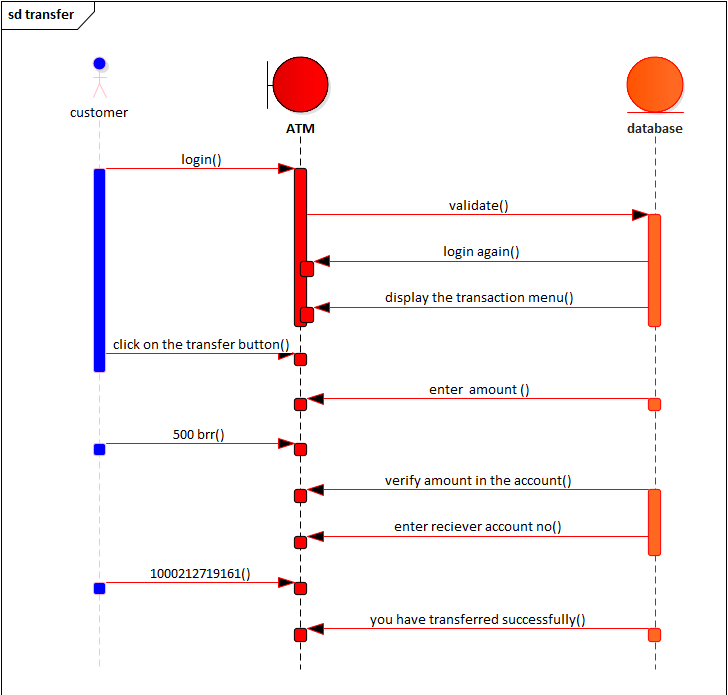 sd transfer
customer
ATM
database
login()
validate()
login again()
display the transaction menu()
click on the transfer button()
enter  amount ()
500 brr()
verify amount in the account()
enter reciever account no()
1000212719161()
you have transferred successfully()